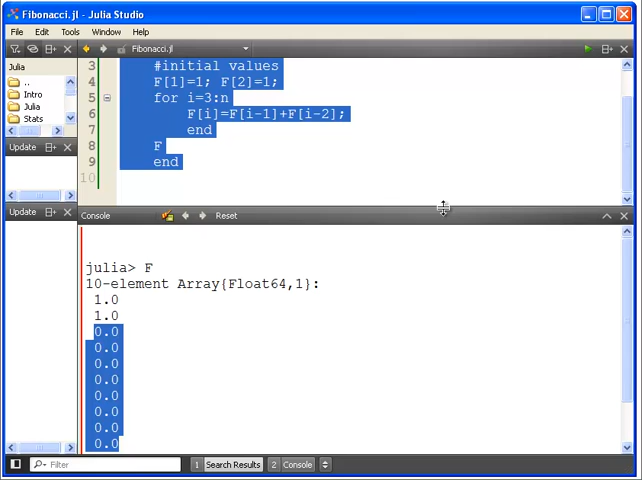 Fibonacci.jl - Julia Studio
File Edit Tools Window Help
Fibonacci.jl
Julia
..
Intro
Julia
Stats
Update
Update
3 #initial values
4 F[1]=1; F[2]=1;
5 for i=3:n
6 F[i]=F[i-1]+F[i-2];
7 end
8 F
9 end
10
Console Reset
julia> F
10-element Array{Float64,1}:
1.0
1.0
0.0
0.0
0.0
0.0
0.0
0.0
0.0
0.0
Filter 1 Search Results 2 Console